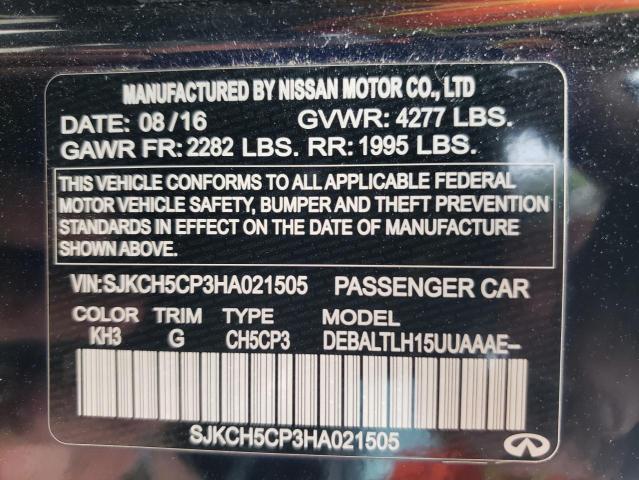 MANUFACTURED BY NISSAN MOTOR CO., LTD
DATE: 08/16 GVWR: 4277 LBS.
GAWR FR: 2282 LBS. RR: 1995 LBS.
THIS VEHICLE CONFORMS TO ALL APPLICABLE FEDERAL
MOTOR VEHICLE SAFETY, BUMPER AND THEFT PREVENTION
STANDARDS IN EFFECT ON THE DATE OF MANUFACTURE
SHOWN ABOVE.
VIN:SJKCH5CP3HA021505 PASSENGER CAR
COLOR TRIM TYPE MODEL
KH3 G CH5CP3 DEBALTLH15UUAAAE–
SJKCH5CP3HA021505